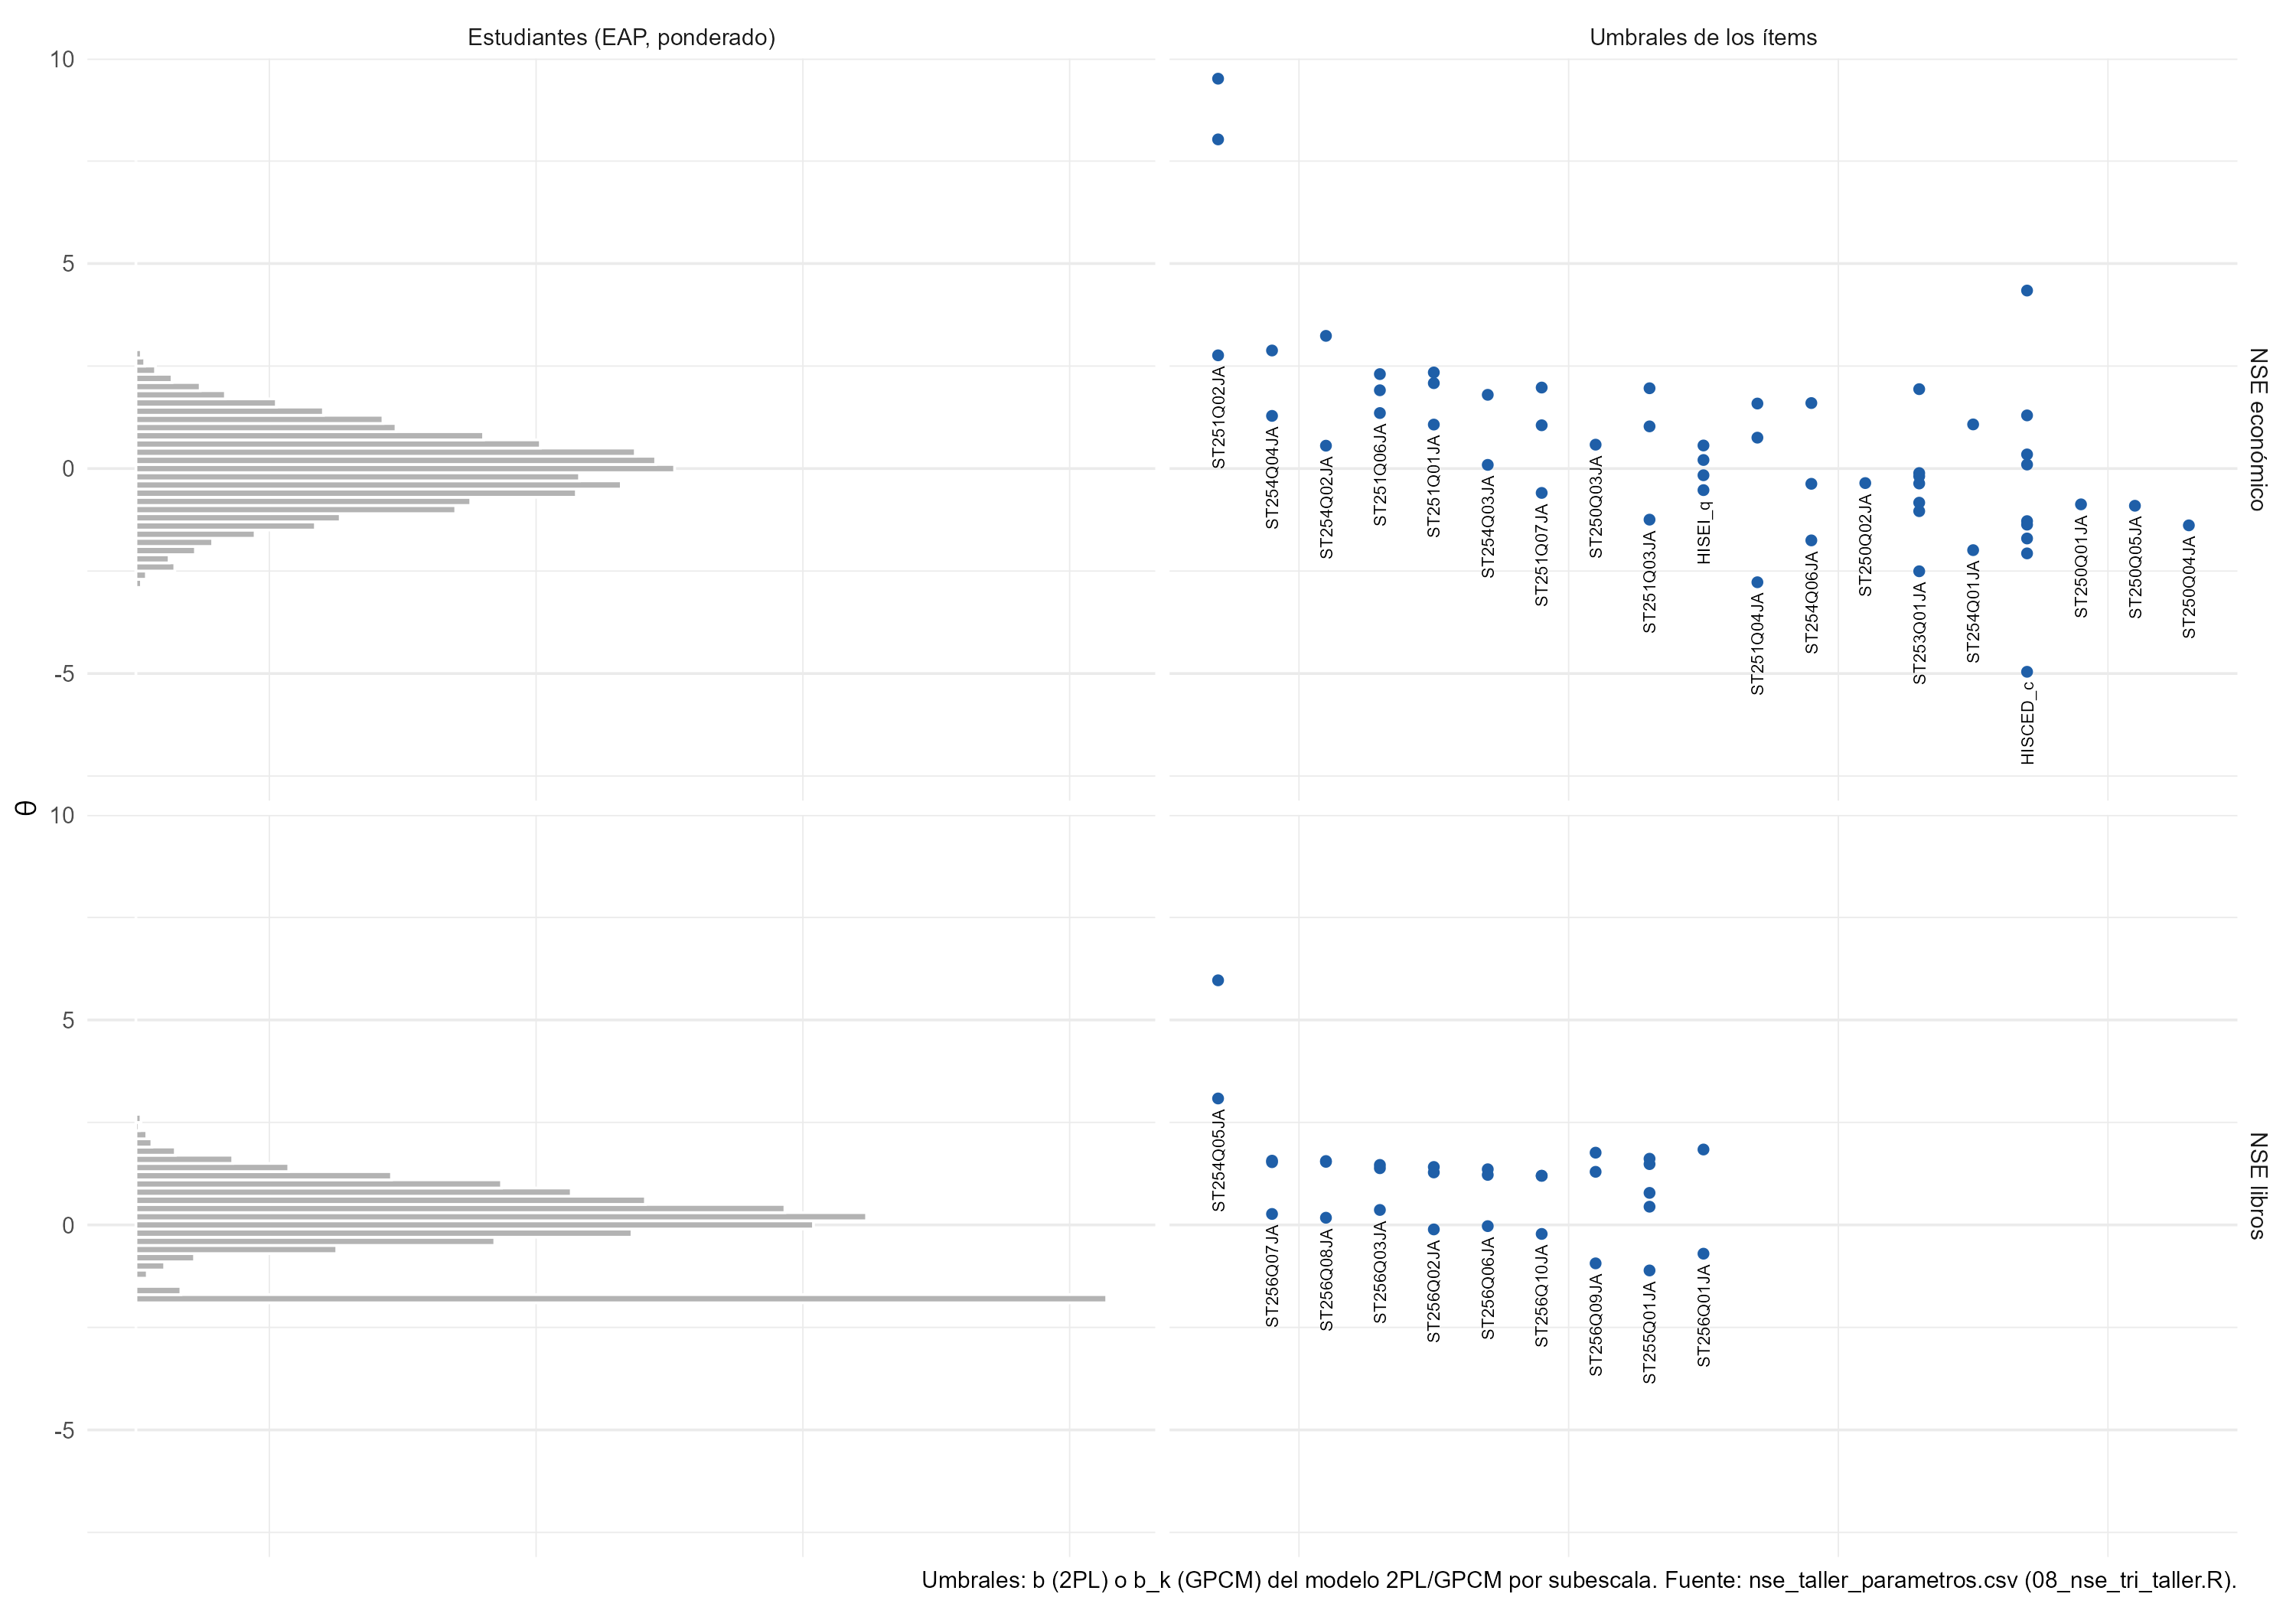 Estudiantes (EAP, ponderado)
Umbrales de los ítems
10
5
0
-5
ST251Q02JA
ST254Q04JA
ST254Q02JA
ST251Q06JA
ST251Q01JA
ST254Q03JA
ST251Q07JA
ST250Q03JA
ST251Q03JA
HISEI_q
ST251Q04JA
ST254Q06JA
ST250Q02JA
ST253Q01JA
ST254Q01JA
HISCED_c
ST250Q01JA
ST250Q05JA
ST250Q04JA
NSE económico
θ
10
5
0
-5
ST254Q05JA
ST256Q07JA
ST256Q08JA
ST256Q03JA
ST256Q02JA
ST256Q06JA
ST256Q10JA
ST256Q09JA
ST255Q01JA
ST256Q01JA
NSE libros
Umbrales: b (2PL) o b_k (GPCM) del modelo 2PL/GPCM por subescala. Fuente: nse_taller_parametros.csv (08_nse_tri_taller.R).